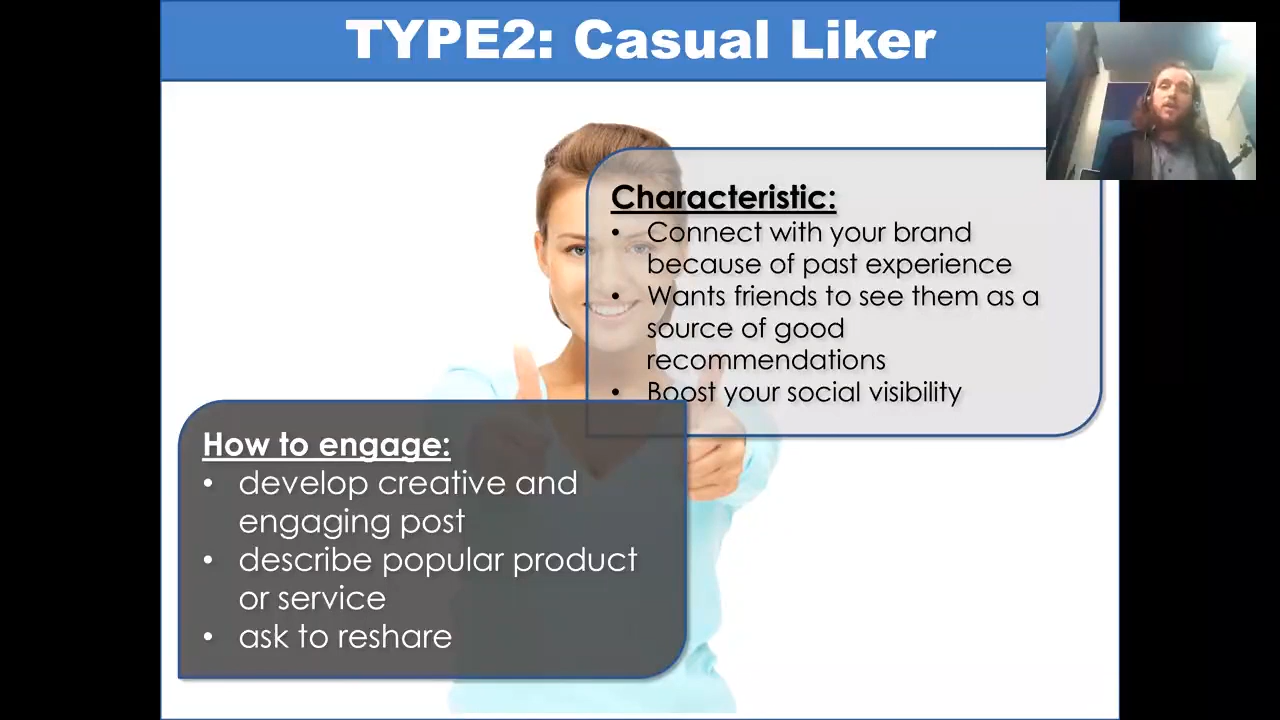 TYPE2: Casual Liker
Characteristic:
• Connect with your brand
because of past experience
• Wants friends to see them as a
source of good
recommendations
• Boost your social visibility
How to engage:
• develop creative and
engaging post
• describe popular product
or service
• ask to reshare